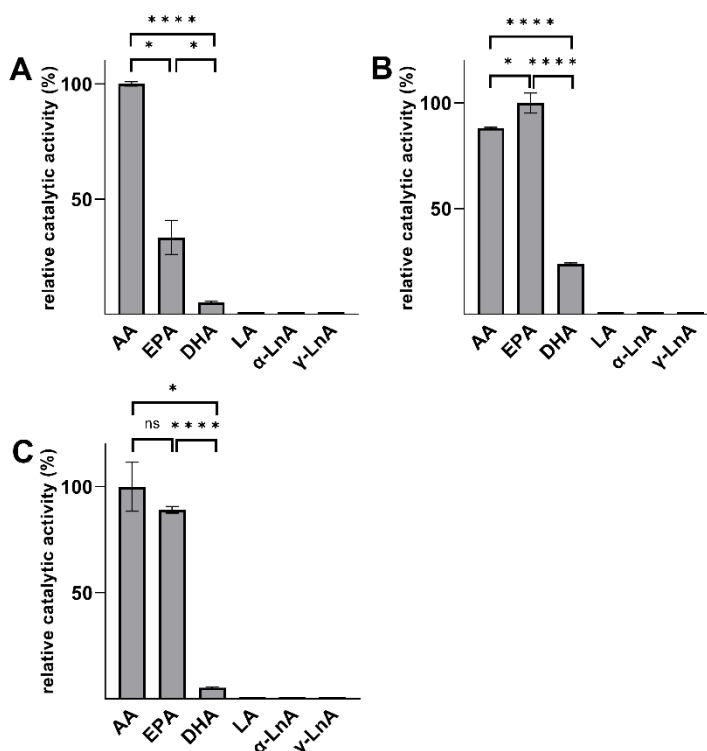 * * * *
* *
A
relative catalytic activity (%)
100
50
AA EPA DHA LA α-LnA γ-LnA
* * * *
* * * * *
B
relative catalytic activity (%)
100
50
AA EPA DHA LA α-LnA γ-LnA
*
ns * * * *
C
relative catalytic activity (%)
100
50
AA EPA DHA LA α-LnA γ-LnA